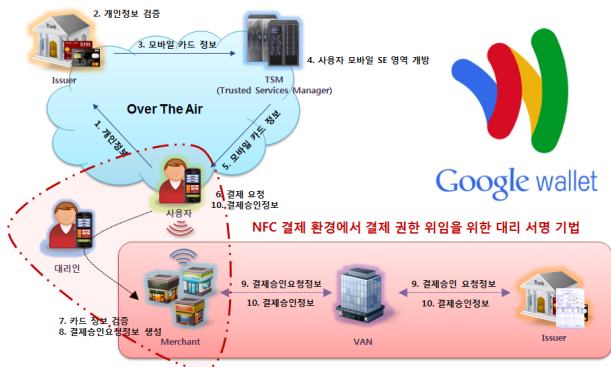 2. 개인정보 검증
3. 모바일 카드 정보
4. 사용자 모바일 SE 영역 개방
Issuer
TSM
(Trusted Services Manager)
Over The Air
1. 개인정보
5. 모바일 카드 정보
Google wallet
6. 결제 요청
10. 결제승인정보
사용자
NFC 결제 환경에서 결제 권한 위임을 위한 대리 서명 기법
대리인
9. 결제승인요청정보
10. 결제승인정보
9. 결제승인 요청정보
10. 결제승인정보
7. 카드 정보 검증
8. 결제승인요청정보 생성
Merchant
VAN
Issuer